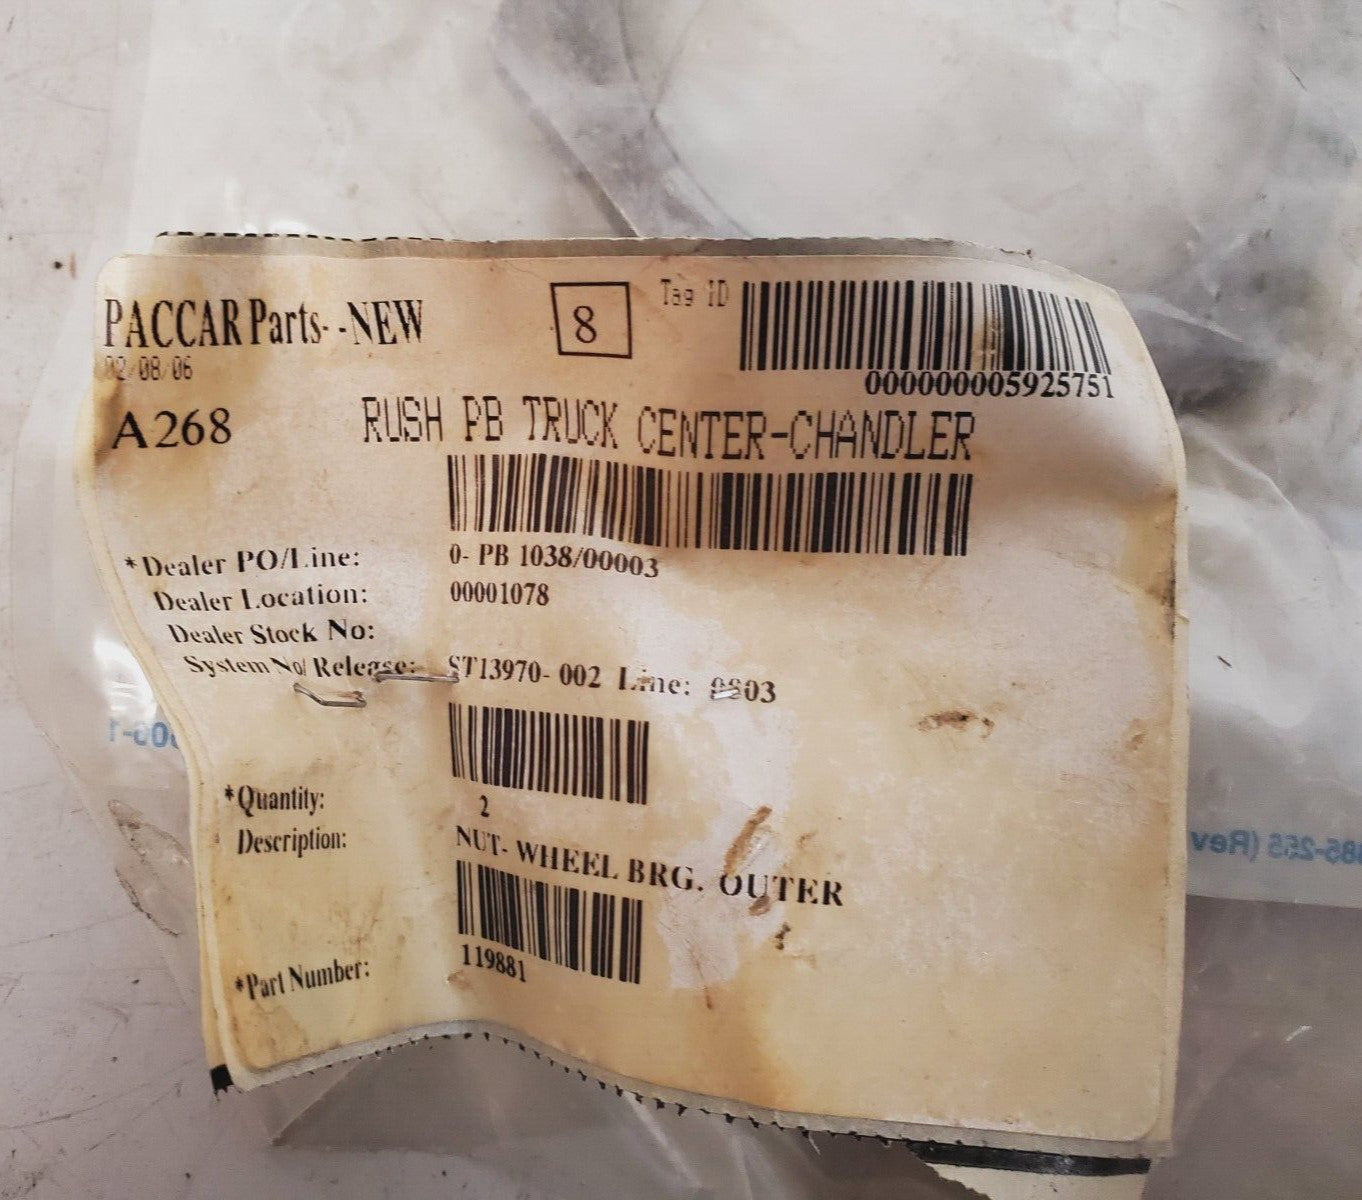 PACCAR Parts- -NEW
8
Tag ID
000000005925751
02/08/06
A268
RUSH PB TRUCK CENTER-CHANDLER
*Dealer PO/Line: 0- PB 1038/00003
Dealer Location: 00001078
Dealer Stock No:
System No/ Release: ST13970- 002 Line: 0803
*Quantity: 2
Description: NUT- WHEEL BRG. OUTER
*Part Number: 119881